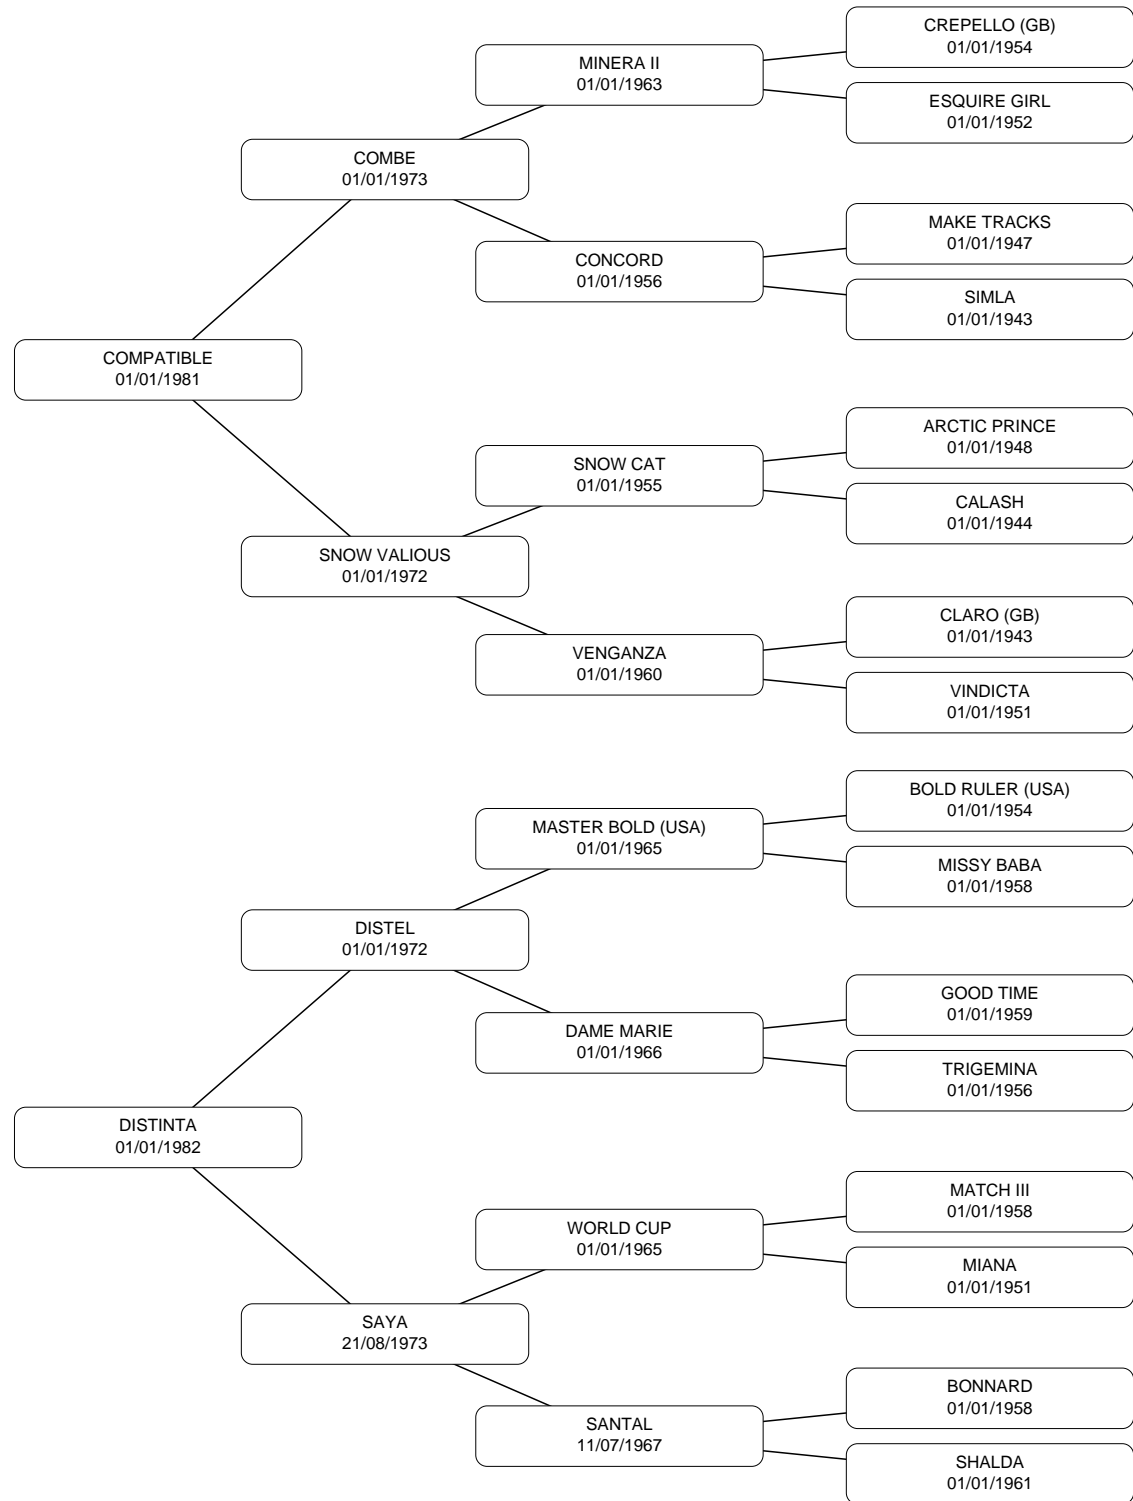 CREPELLO (GB)
01/01/1954
MINERA II
01/01/1963
ESQUIRE GIRL
01/01/1952
COMBE
01/01/1973
MAKE TRACKS
01/01/1947
CONCORD
01/01/1956
SIMLA
01/01/1943
COMPATIBLE
01/01/1981
ARCTIC PRINCE
01/01/1948
SNOW CAT
01/01/1955
CALASH
01/01/1944
SNOW VALIOUS
01/01/1972
CLARO (GB)
01/01/1943
VENGANZA
01/01/1960
VINDICTA
01/01/1951
BOLD RULER (USA)
01/01/1954
MASTER BOLD (USA)
01/01/1965
MISSY BABA
01/01/1958
DISTEL
01/01/1972
GOOD TIME
01/01/1959
DAME MARIE
01/01/1966
TRIGEMINA
01/01/1956
DISTINTA
01/01/1982
MATCH III
01/01/1958
WORLD CUP
01/01/1965
MIANA
01/01/1951
SAYA
21/08/1973
BONNARD
01/01/1958
SANTAL
11/07/1967
SHALDA
01/01/1961